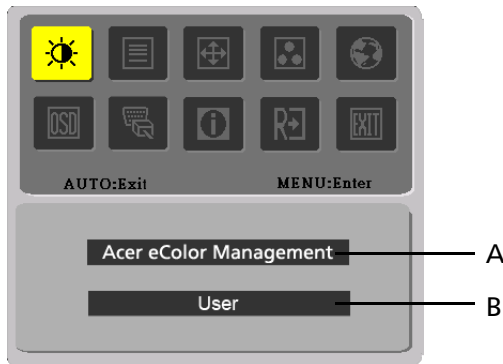 OSD
i
R
EXIT
AUTO:Exit MENU:Enter
Acer eColor Management A
User B